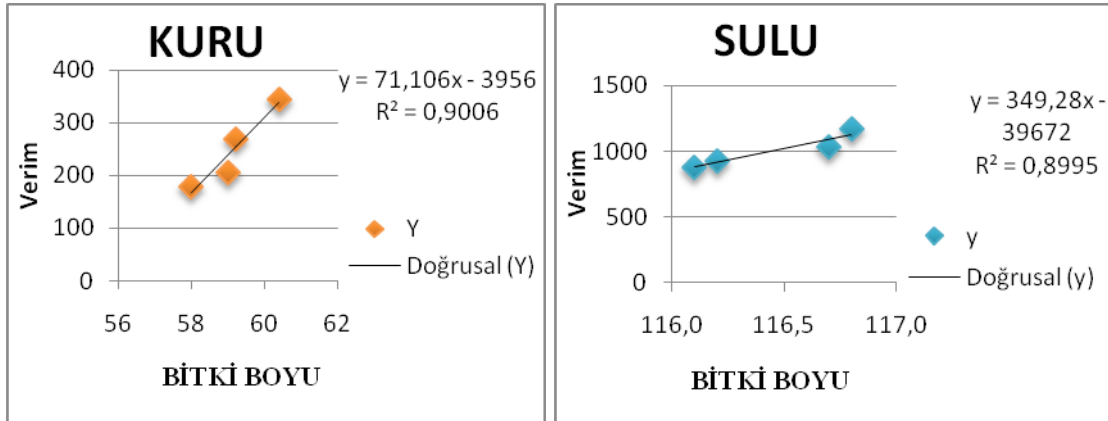 KURU
y = 71,106x - 3956
R² = 0,9006
400
300
200
100
0
Verim
56
58
60
62
Y
Doğrusal (Y)
BİTKİ BOYU
SULU
y = 349,28x -
39672
R² = 0,8995
1500
1000
500
0
Verim
116,0
116,5
117,0
y
Doğrusal (y)
BİTKİ BOYU